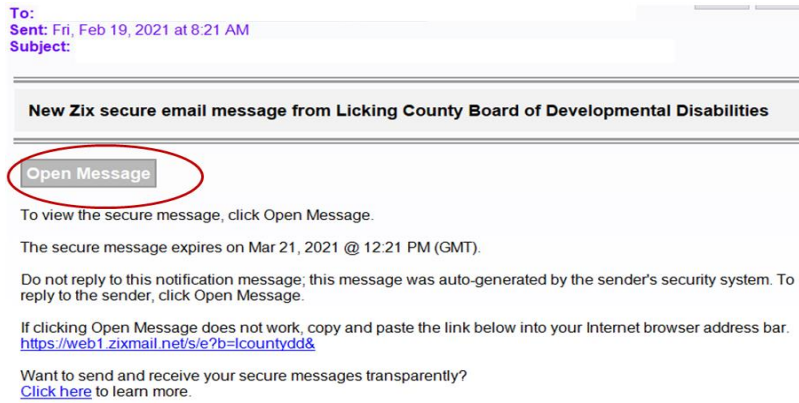 To:
Sent: Fri, Feb 19, 2021 at 8:21 AM
Subject:
New Zix secure email message from Licking County Board of Developmental Disabilities
Open Message
To view the secure message, click Open Message.
The secure message expires on Mar 21, 2021 @ 12:21 PM (GMT).
Do not reply to this notification message; this message was auto-generated by the sender's security system. To
reply to the sender, click Open Message.
If clicking Open Message does not work, copy and paste the link below into your Internet browser address bar.
https://web1.zixmail.net/s/e?b=lcountydd&
Want to send and receive your secure messages transparently?
Click here to learn more.